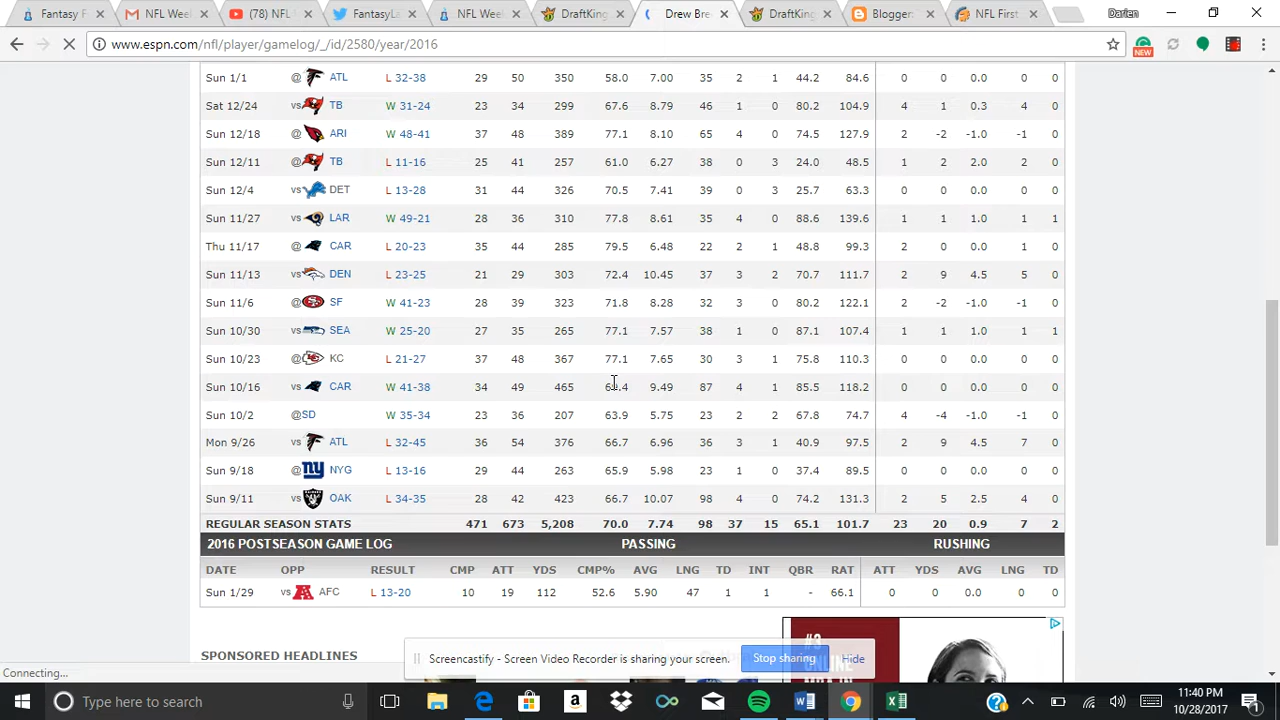 Fantasy F
NFL Weel
(78) NFL
FantasyLa
NFL Week
DraftKing
Drew Bre
DraftKing
Blogger:
NFL First
Darien
www.espn.com/nfl/player/gamelog/_/id/2580/year/2016
NEW
Sun 1/1 @ ATL L 32-38 29 50 350 58.0 7.00 35 2 1 44.2 84.6 0 0 0.0 0 0
Sat 12/24 vs TB W 31-24 23 34 299 67.6 8.79 46 1 0 80.2 104.9 4 1 0.3 4 0
Sun 12/18 @ ARI W 48-41 37 48 389 77.1 8.10 65 4 0 74.5 127.9 2 -2 -1.0 -1 0
Sun 12/11 @ TB L 11-16 25 41 257 61.0 6.27 38 0 3 24.0 48.5 1 2 2.0 2 0
Sun 12/4 vs DET L 13-28 31 44 326 70.5 7.41 39 0 3 25.7 63.3 0 0 0.0 0 0
Sun 11/27 vs LAR W 49-21 28 36 310 77.8 8.61 35 4 0 88.6 139.6 1 1 1.0 1 1
Thu 11/17 @ CAR L 20-23 35 44 285 79.5 6.48 22 2 1 48.8 99.3 2 0 0.0 1 0
Sun 11/13 vs DEN L 23-25 21 29 303 72.4 10.45 37 3 2 70.7 111.7 2 9 4.5 5 0
Sun 11/6 @ SF W 41-23 28 39 323 71.8 8.28 32 3 0 80.2 122.1 2 -2 -1.0 -1 0
Sun 10/30 vs SEA W 25-20 27 35 265 77.1 7.57 38 1 0 87.1 107.4 1 1 1.0 1 1
Sun 10/23 @ KC L 21-27 37 48 367 77.1 7.65 30 3 1 75.8 110.3 0 0 0.0 0 0
Sun 10/16 vs CAR W 41-38 34 49 465 9.49 87 4 1 85.5 118.2 0 0 0.0 0 0
Sun 10/2 @SD W 35-34 23 36 207 63.9 5.75 23 2 2 67.8 74.7 4 -4 -1.0 -1 0
Mon 9/26 vs ATL L 32-45 36 54 376 66.7 6.96 36 3 1 40.9 97.5 2 9 4.5 7 0
Sun 9/18 @ NYG L 13-16 29 44 263 65.9 5.98 23 1 0 37.4 89.5 0 0 0.0 0 0
Sun 9/11 vs OAK L 34-35 28 42 423 66.7 10.07 98 4 0 74.2 131.3 2 5 2.5 4 0
REGULAR SEASON STATS 471 673 5,208 70.0 7.74 98 37 15 65.1 101.7 23 20 0.9 7 2
2016 POSTSEASON GAME LOG PASSING RUSHING
DATE OPP RESULT CMP ATT YDS CMP% AVG LNG TD INT QBR RAT ATT YDS AVG LNG TD
Sun 1/29 vs AFC L 13-20 10 19 112 52.6 5.90 47 1 1 - 66.1 0 0 0.0 0 0
SPONSORED HEADLINES
Screencastify - Screen Video Recorder is sharing your screen. Stop sharing Hide
Connecting...
Type here to search
11:40 PM
10/28/2017